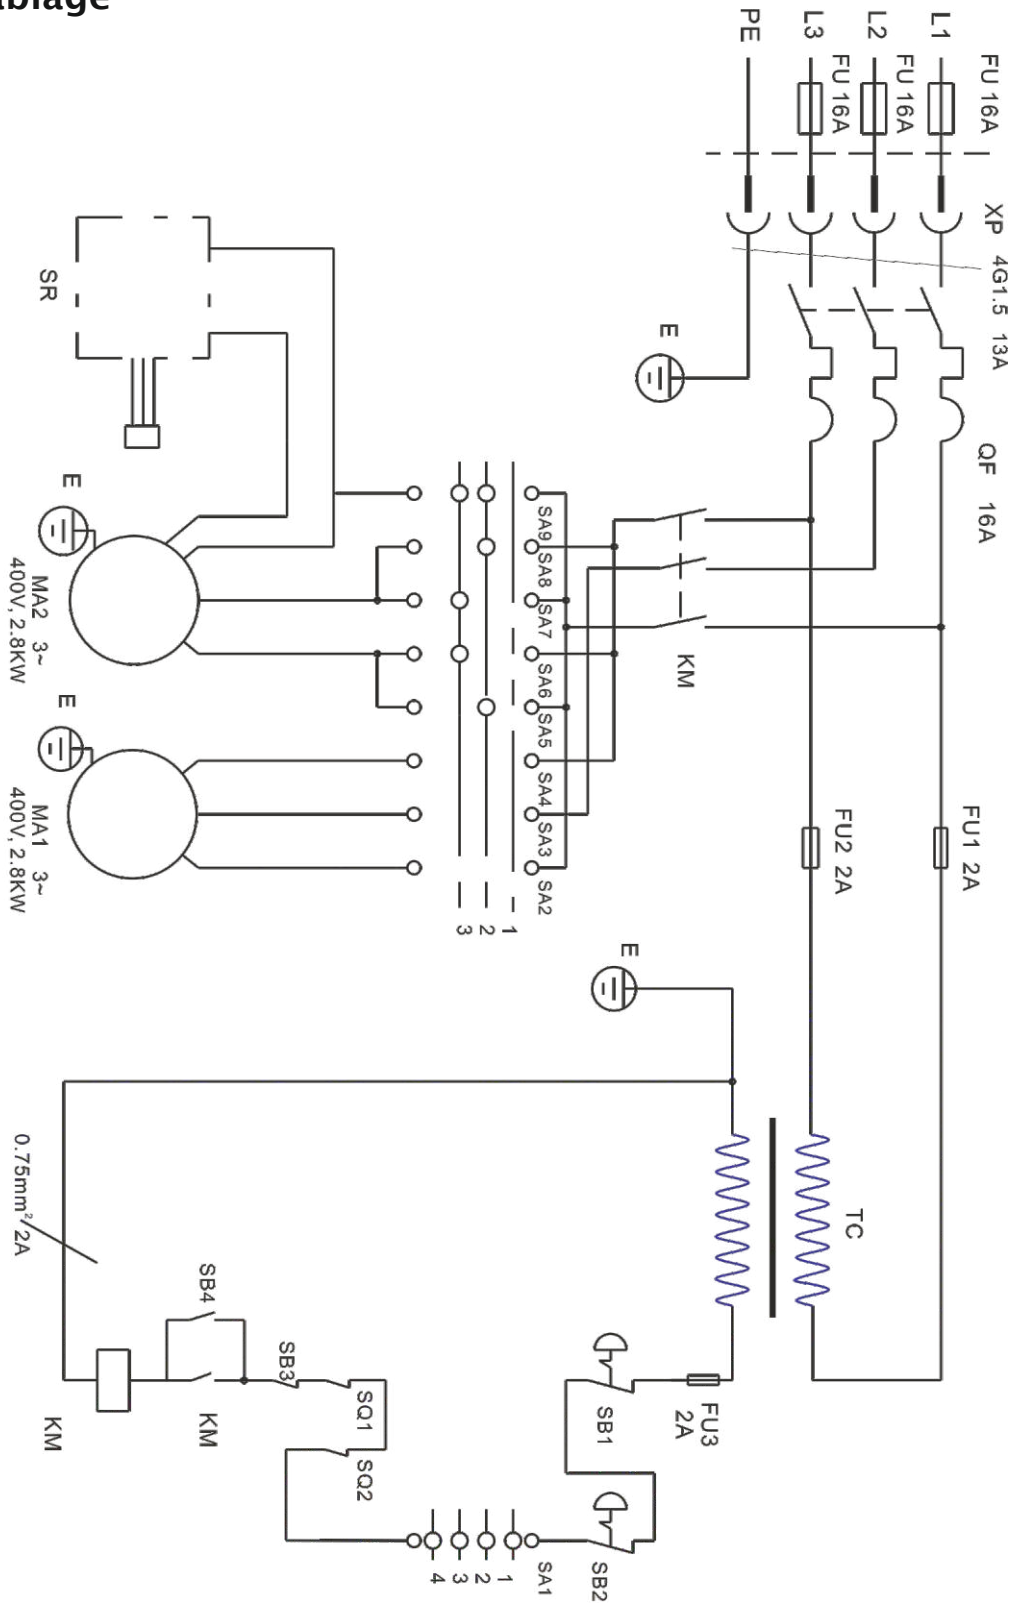 blage
L1
L2
L3
PE
FU 16A
FU 16A
FU 16A
XP
4G1.5 13A
QF 16A
E
KM
FU1 2A
FU2 2A
TC
SA9
SA8
SA7
SA6
SA5
SA4
SA3
SA2
1
2
3
SR
E
MA2 3~
400V, 2.8KW
E
MA1 3~
400V, 2.8KW
E
FU3
2A
SB1
SB2
SA1
1
2
3
4
SQ1
SQ2
SB3
SB4
KM
KM
0.75mm² 2A